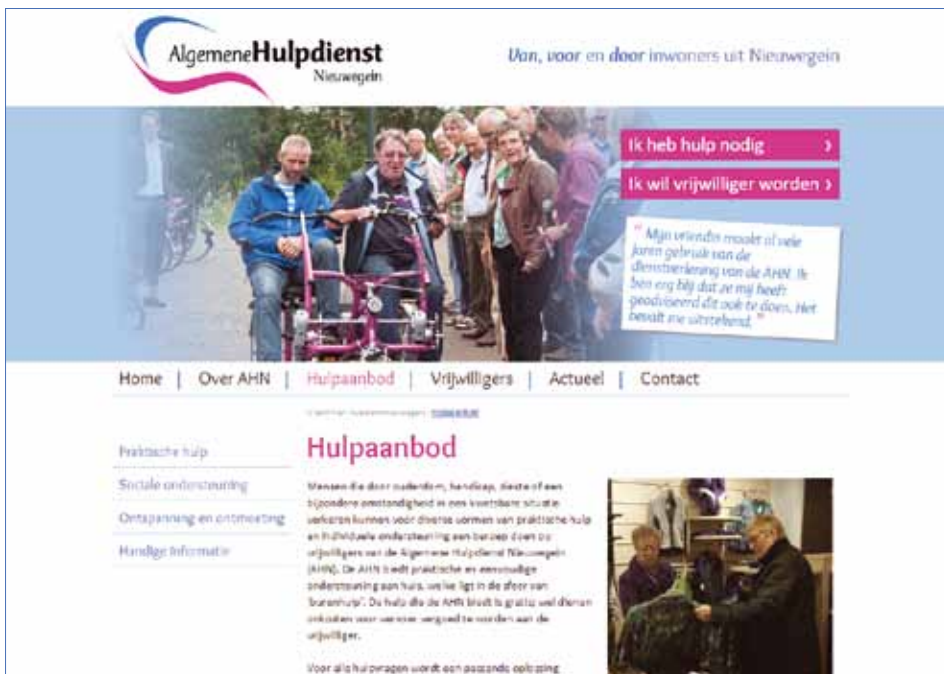 AlgemeneHulpdienst
Nieuwegein
Van, voor en door inwoners uit Nieuwegein
Ik heb hulp nodig ›
Ik wil vrijwilliger worden ›
" Mijn vriendin maakt al vele
jaren gebruik van de
dienstverlening van de AHN. Ik
ben erg blij dat ze mij heeft
geadviseerd dit ook te doen. Het
bevalt me uitstekend. "
Home | Over AHN | Hulpaanbod | Vrijwilligers | Actueel | Contact
Praktische hulp
Sociale ondersteuning
Ontspanning en ontmoeting
Handige informatie
Hulpaanbod
Mensen die door ouderdom, handicap, ziekte of een
bijzondere omstandigheid in een kwetsbare situatie
verkeren kunnen voor diverse vormen van praktische hulp
en individuele ondersteuning een beroep doen op
vrijwilligers van de Algemene Hulpdienst Nieuwegein
(AHN). De AHN biedt praktische en eenvoudige
ondersteuning aan huis, welke ligt in de sfeer van
'burenhulp'. De hulp die de AHN biedt is gratis, wel dienen
onkosten voor vervoer vergoed te worden aan de
vrijwilliger.
Voor alle hulpvragen wordt een passende oplossing